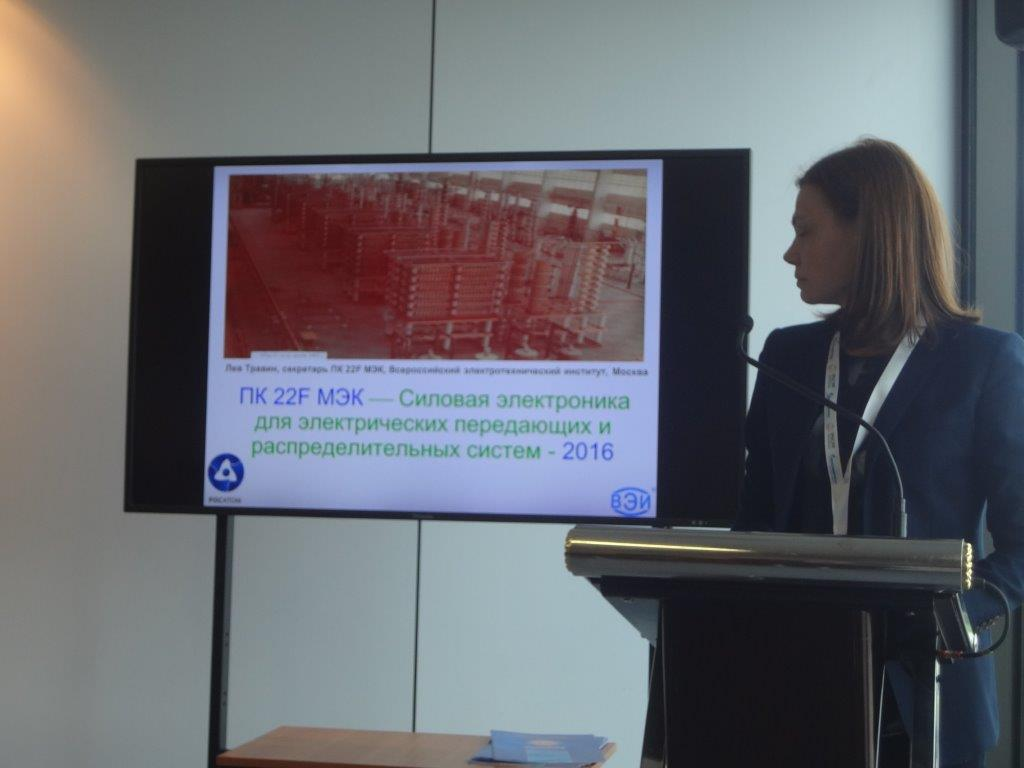 Лев Травин, секретарь ПК 22F МЭК, Всероссийский электротехнический институт, Москва
ПК 22F МЭК — Силовая электроника
для электрических передающих и
распределительных систем - 2016
РОСАТОМ
ВЭИ